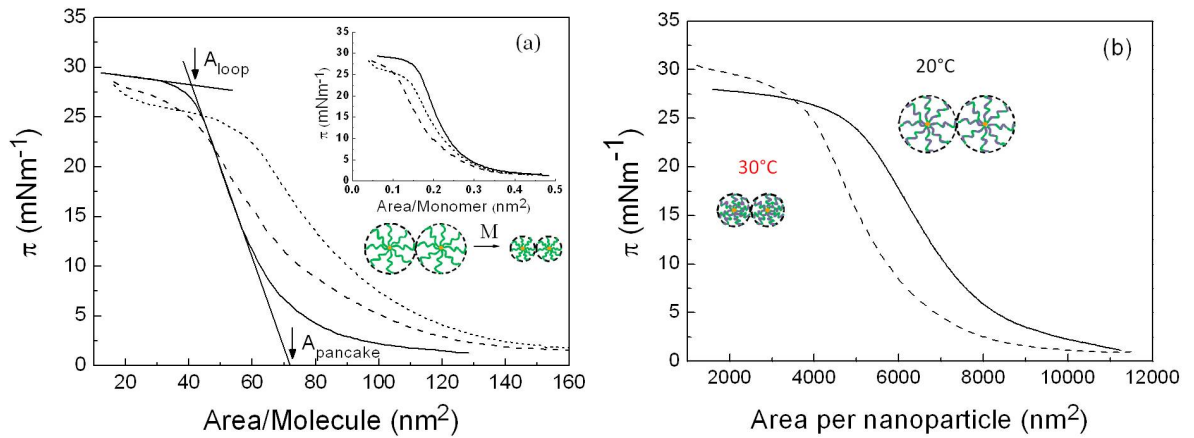 35
30
25
20
15
10
5
0
π (mNm⁻¹)
20 40 60 80 100 120 140 160
Area/Molecule (nm²)
A_loop
A_pancake
(a)
35
30
25
20
15
10
5
0
π (mNm⁻¹)
0.0 0.1 0.2 0.3 0.4 0.5
Area/Monomer (nm²)
M
35
30
25
20
15
10
5
0
π (mNm⁻¹)
(b)
20°C
30°C
2000 4000 6000 8000 10000 12000
Area per nanoparticle (nm²)